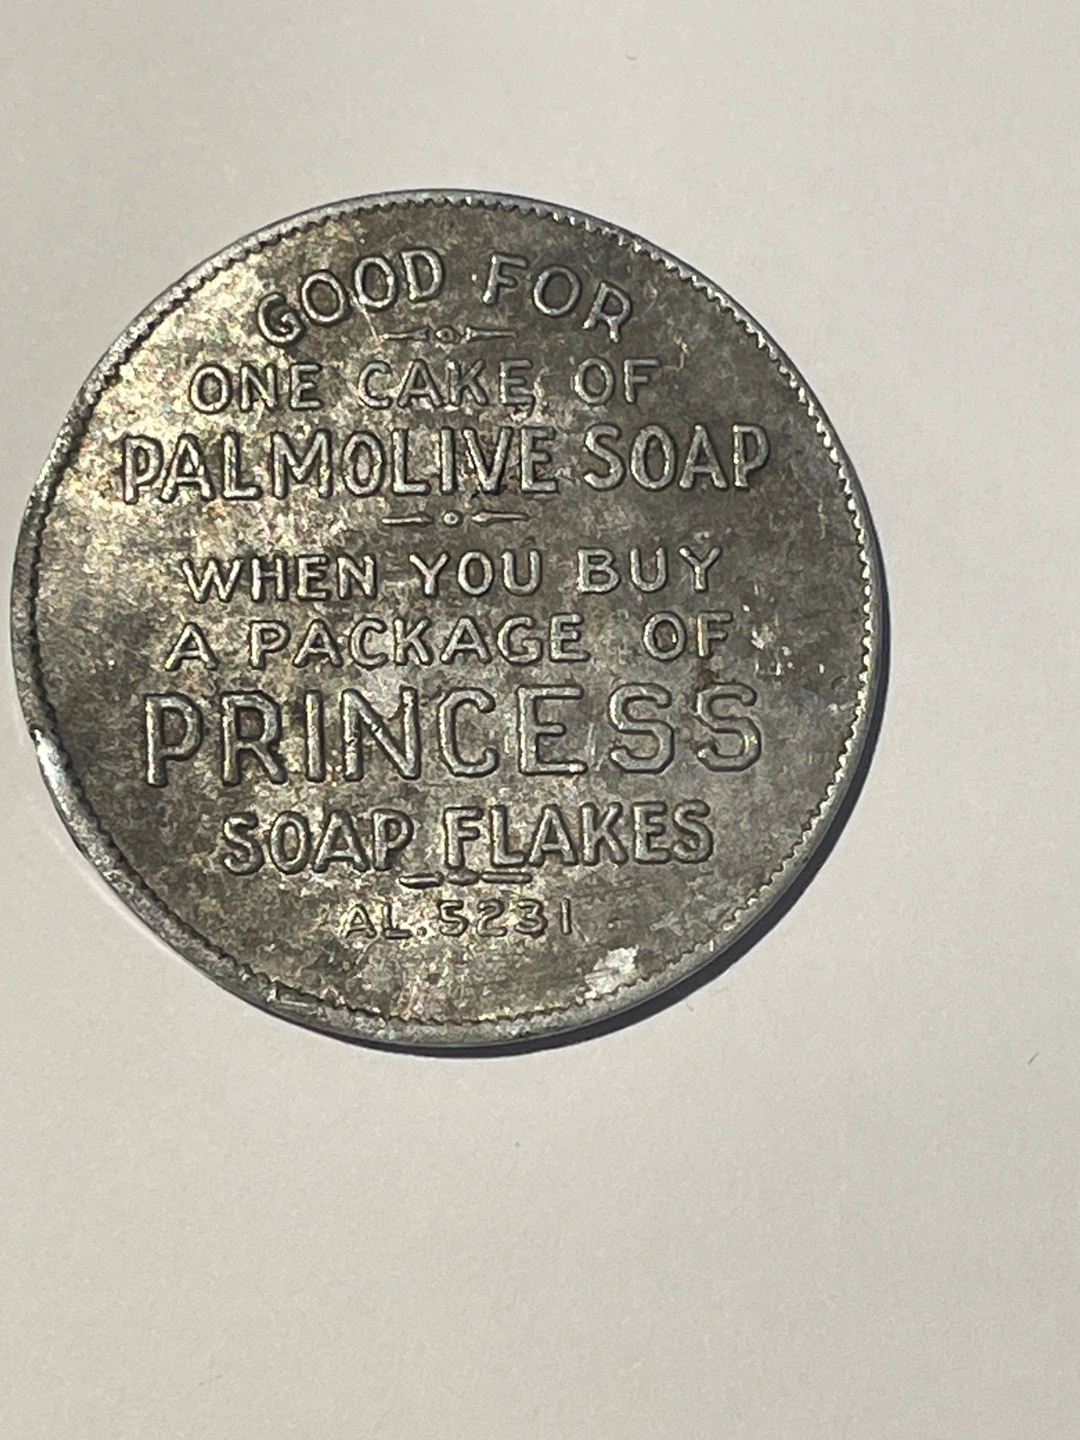 GOOD FOR
ONE CAKE OF
PALMOLIVE SOAP
WHEN YOU BUY
A PACKAGE OF
PRINCESS
SOAP FLAKES
AL.5231